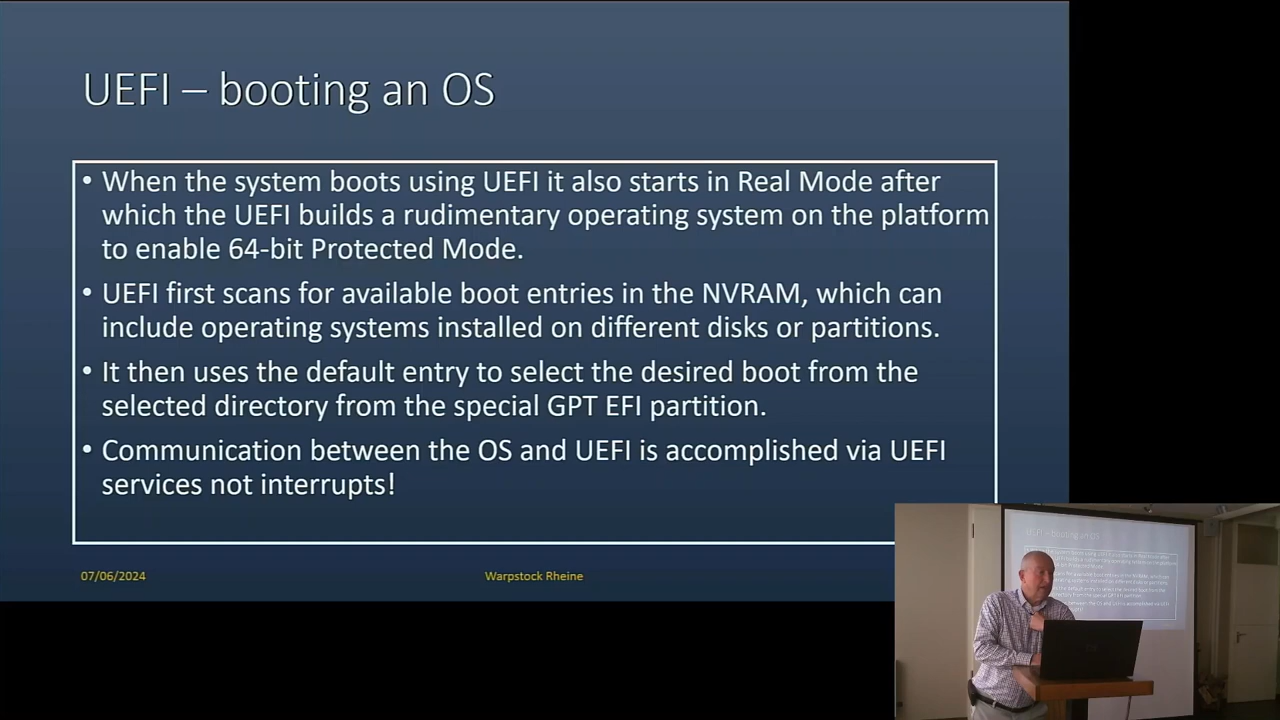 UEFI – booting an OS
• When the system boots using UEFI it also starts in Real Mode after
which the UEFI builds a rudimentary operating system on the platform
to enable 64-bit Protected Mode.
• UEFI first scans for available boot entries in the NVRAM, which can
include operating systems installed on different disks or partitions.
• It then uses the default entry to select the desired boot from the
selected directory from the special GPT EFI partition.
• Communication between the OS and UEFI is accomplished via UEFI
services not interrupts!
07/06/2024
Warpstock Rheine
UEFI – booting an OS